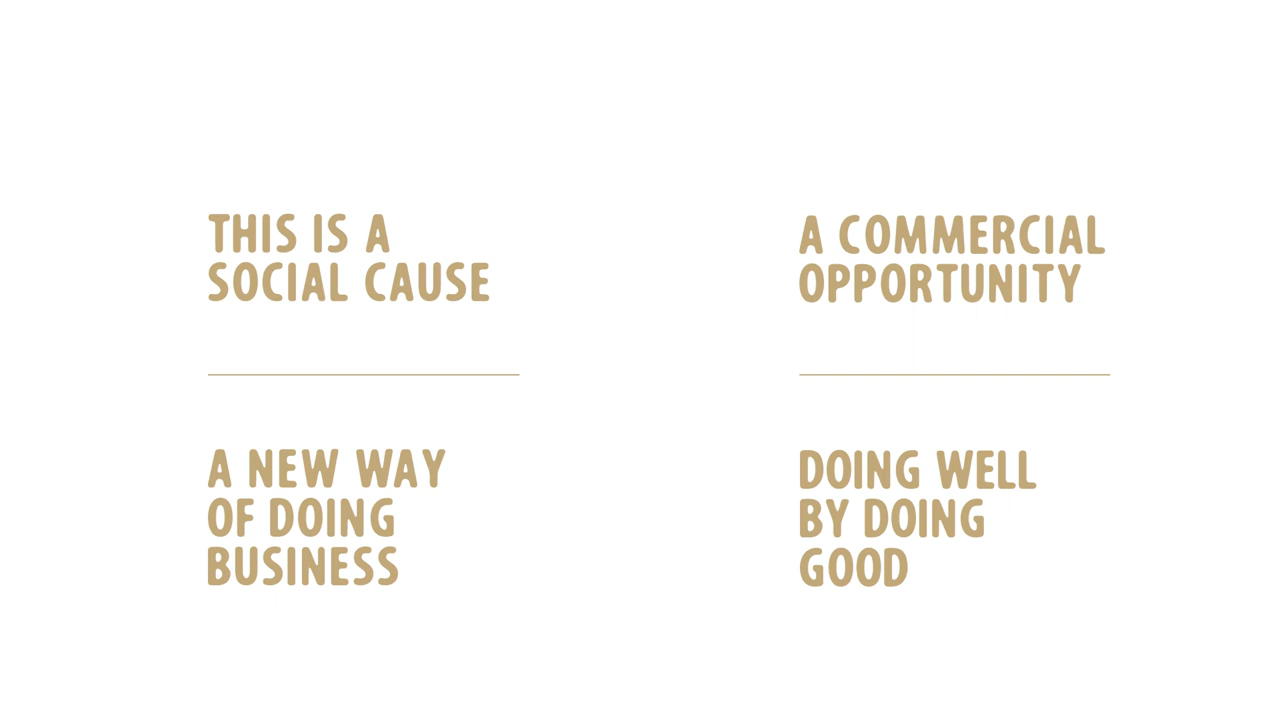 THIS IS A
SOCIAL CAUSE
A NEW WAY
OF DOING
BUSINESS
A COMMERCIAL
OPPORTUNITY
DOING WELL
BY DOING
GOOD